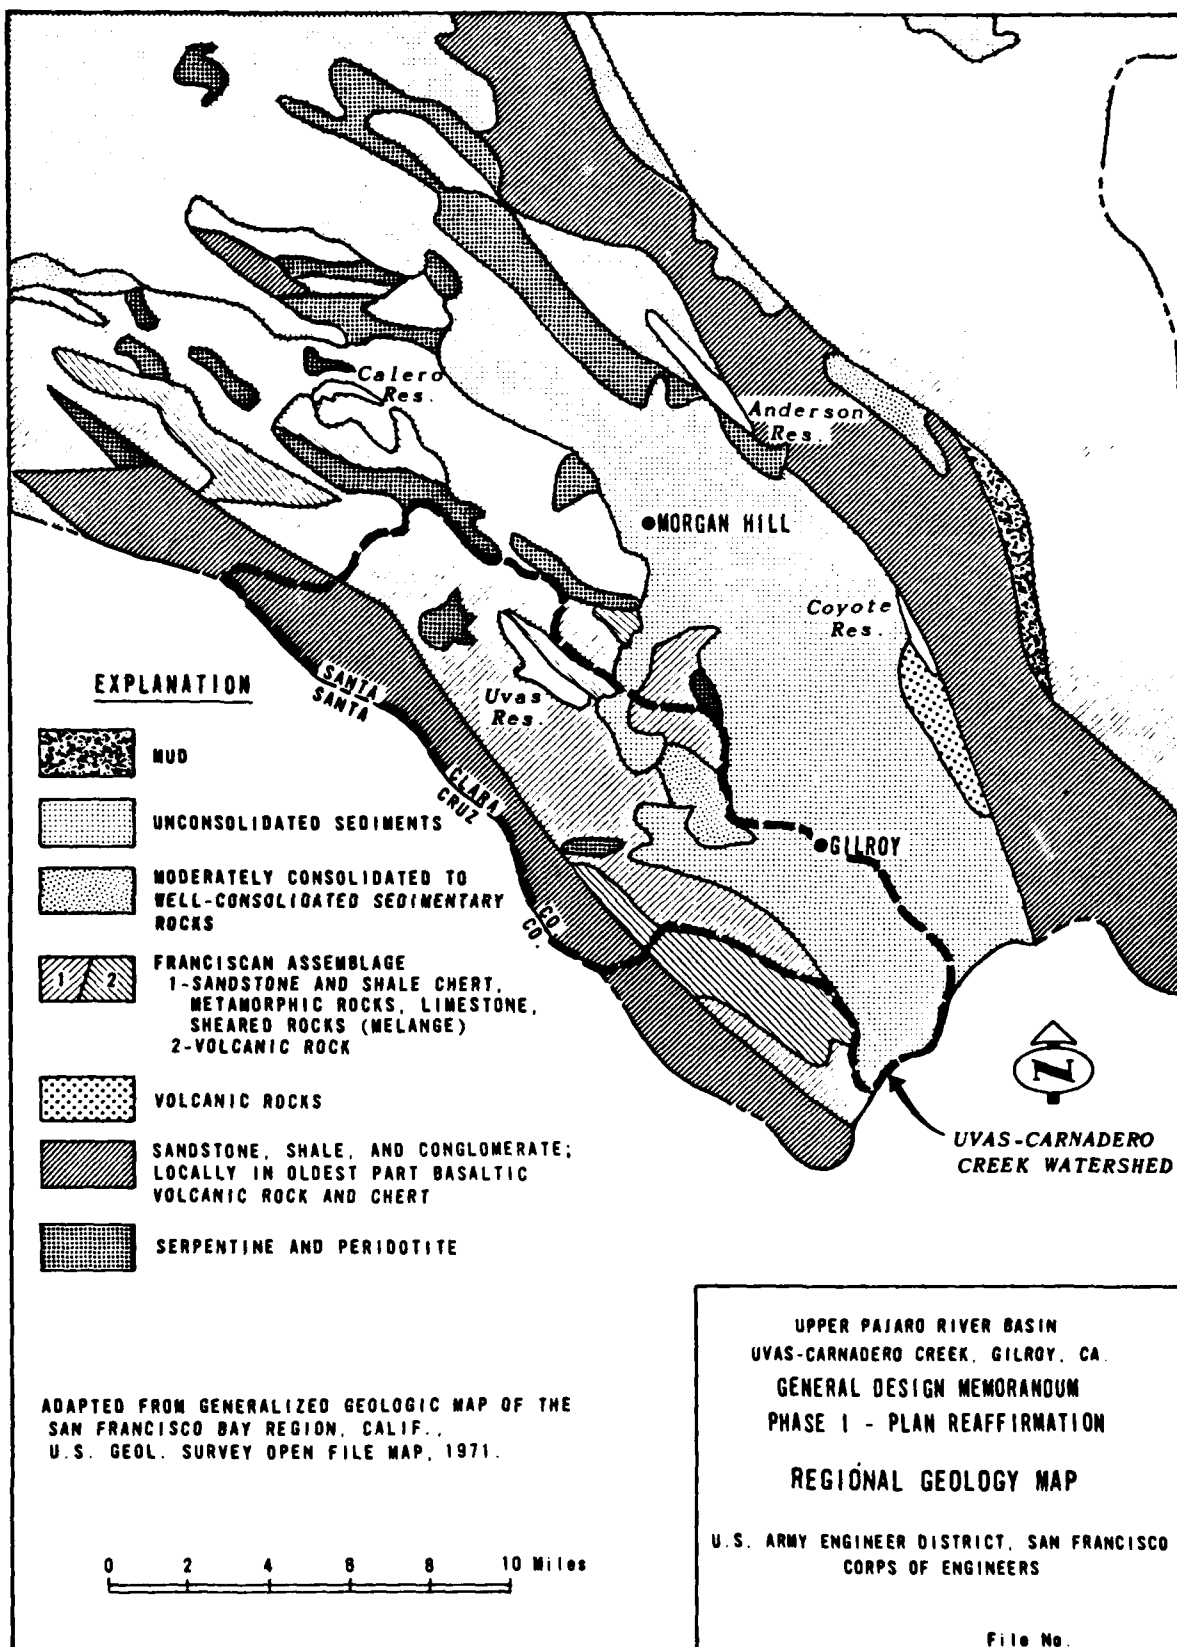 Calero
Res.
Anderson
Res.
MORGAN HILL
Coyote
Res.
Uvas
Res.
SANTA
SANTA
CLARA
CRUZ
CO.
CO.
GILROY
EXPLANATION
MUD
UNCONSOLIDATED SEDIMENTS
MODERATELY CONSOLIDATED TO
WELL-CONSOLIDATED SEDIMENTARY
ROCKS
1 2
FRANCISCAN ASSEMBLAGE
1-SANDSTONE AND SHALE CHERT,
METAMORPHIC ROCKS, LIMESTONE,
SHEARED ROCKS (MELANGE)
2-VOLCANIC ROCK
VOLCANIC ROCKS
SANDSTONE, SHALE, AND CONGLOMERATE;
LOCALLY IN OLDEST PART BASALTIC
VOLCANIC ROCK AND CHERT
SERPENTINE AND PERIDOTITE
N
UVAS-CARNADERO
CREEK WATERSHED
ADAPTED FROM GENERALIZED GEOLOGIC MAP OF THE
SAN FRANCISCO BAY REGION, CALIF.,
U.S. GEOL. SURVEY OPEN FILE MAP, 1971.
0 2 4 6 8 10 Miles
UPPER PAJARO RIVER BASIN
UVAS-CARNADERO CREEK, GILROY, CA.
GENERAL DESIGN MEMORANDUM
PHASE I - PLAN REAFFIRMATION
REGIONAL GEOLOGY MAP
U.S. ARMY ENGINEER DISTRICT, SAN FRANCISCO
CORPS OF ENGINEERS
File No.